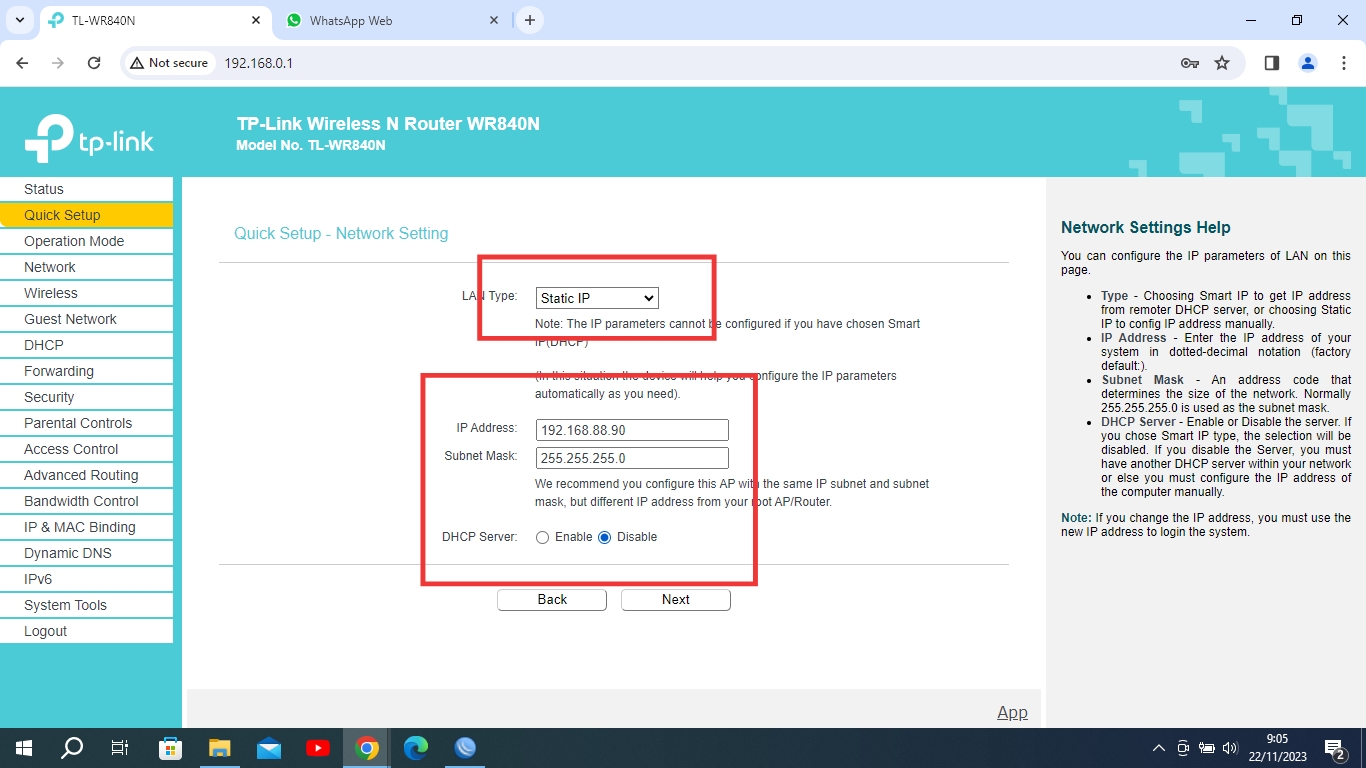 TL-WR840N
WhatsApp Web
Not secure
192.168.0.1
tp-link
TP-Link Wireless N Router WR840N
Model No. TL-WR840N
Status
Quick Setup
Operation Mode
Network
Wireless
Guest Network
DHCP
Forwarding
Security
Parental Controls
Access Control
Advanced Routing
Bandwidth Control
IP & MAC Binding
Dynamic DNS
IPv6
System Tools
Logout
Quick Setup - Network Setting
LAN Type: Static IP
Note: The IP parameters cannot be configured if you have chosen Smart
IP(DHCP)
(In this situation the device will help you configure the IP parameters
automatically as you need).
IP Address: 192.168.88.90
Subnet Mask: 255.255.255.0
We recommend you configure this AP with the same IP subnet and subnet
mask, but different IP address from your root AP/Router.
DHCP Server: Enable Disable
Back Next
App
Network Settings Help
You can configure the IP parameters of LAN on this
page.
• Type - Choosing Smart IP to get IP address
from remoter DHCP server, or choosing Static
IP to config IP address manually.
• IP Address - Enter the IP address of your
system in dotted-decimal notation (factory
default:).
• Subnet Mask - An address code that
determines the size of the network. Normally
255.255.255.0 is used as the subnet mask.
• DHCP Server - Enable or Disable the server. If
you chose Smart IP type, the selection will be
disabled. If you disable the Server, you must
have another DHCP server within your network
or else you must configure the IP address of
the computer manually.
Note: If you change the IP address, you must use the
new IP address to login the system.
9:05
22/11/2023
2